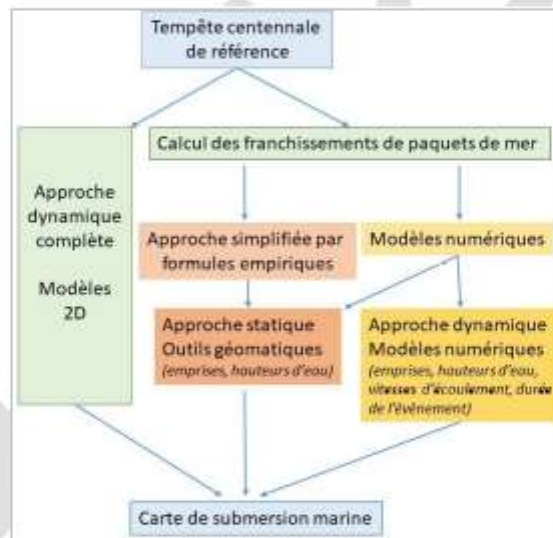 Tempête centennale
de référence
Calcul des franchissements de paquets de mer
Approche
dynamique
complète
Modèles
2D
Approche simplifiée par
formules empiriques
Modèles numériques
Approche statique
Outils géomatiques
(emprises, hauteurs d'eau)
Approche dynamique
Modèles numériques
(emprises, hauteurs d'eau,
vitesses d'écoulement, durée
de l'évènement)
Carte de submersion marine